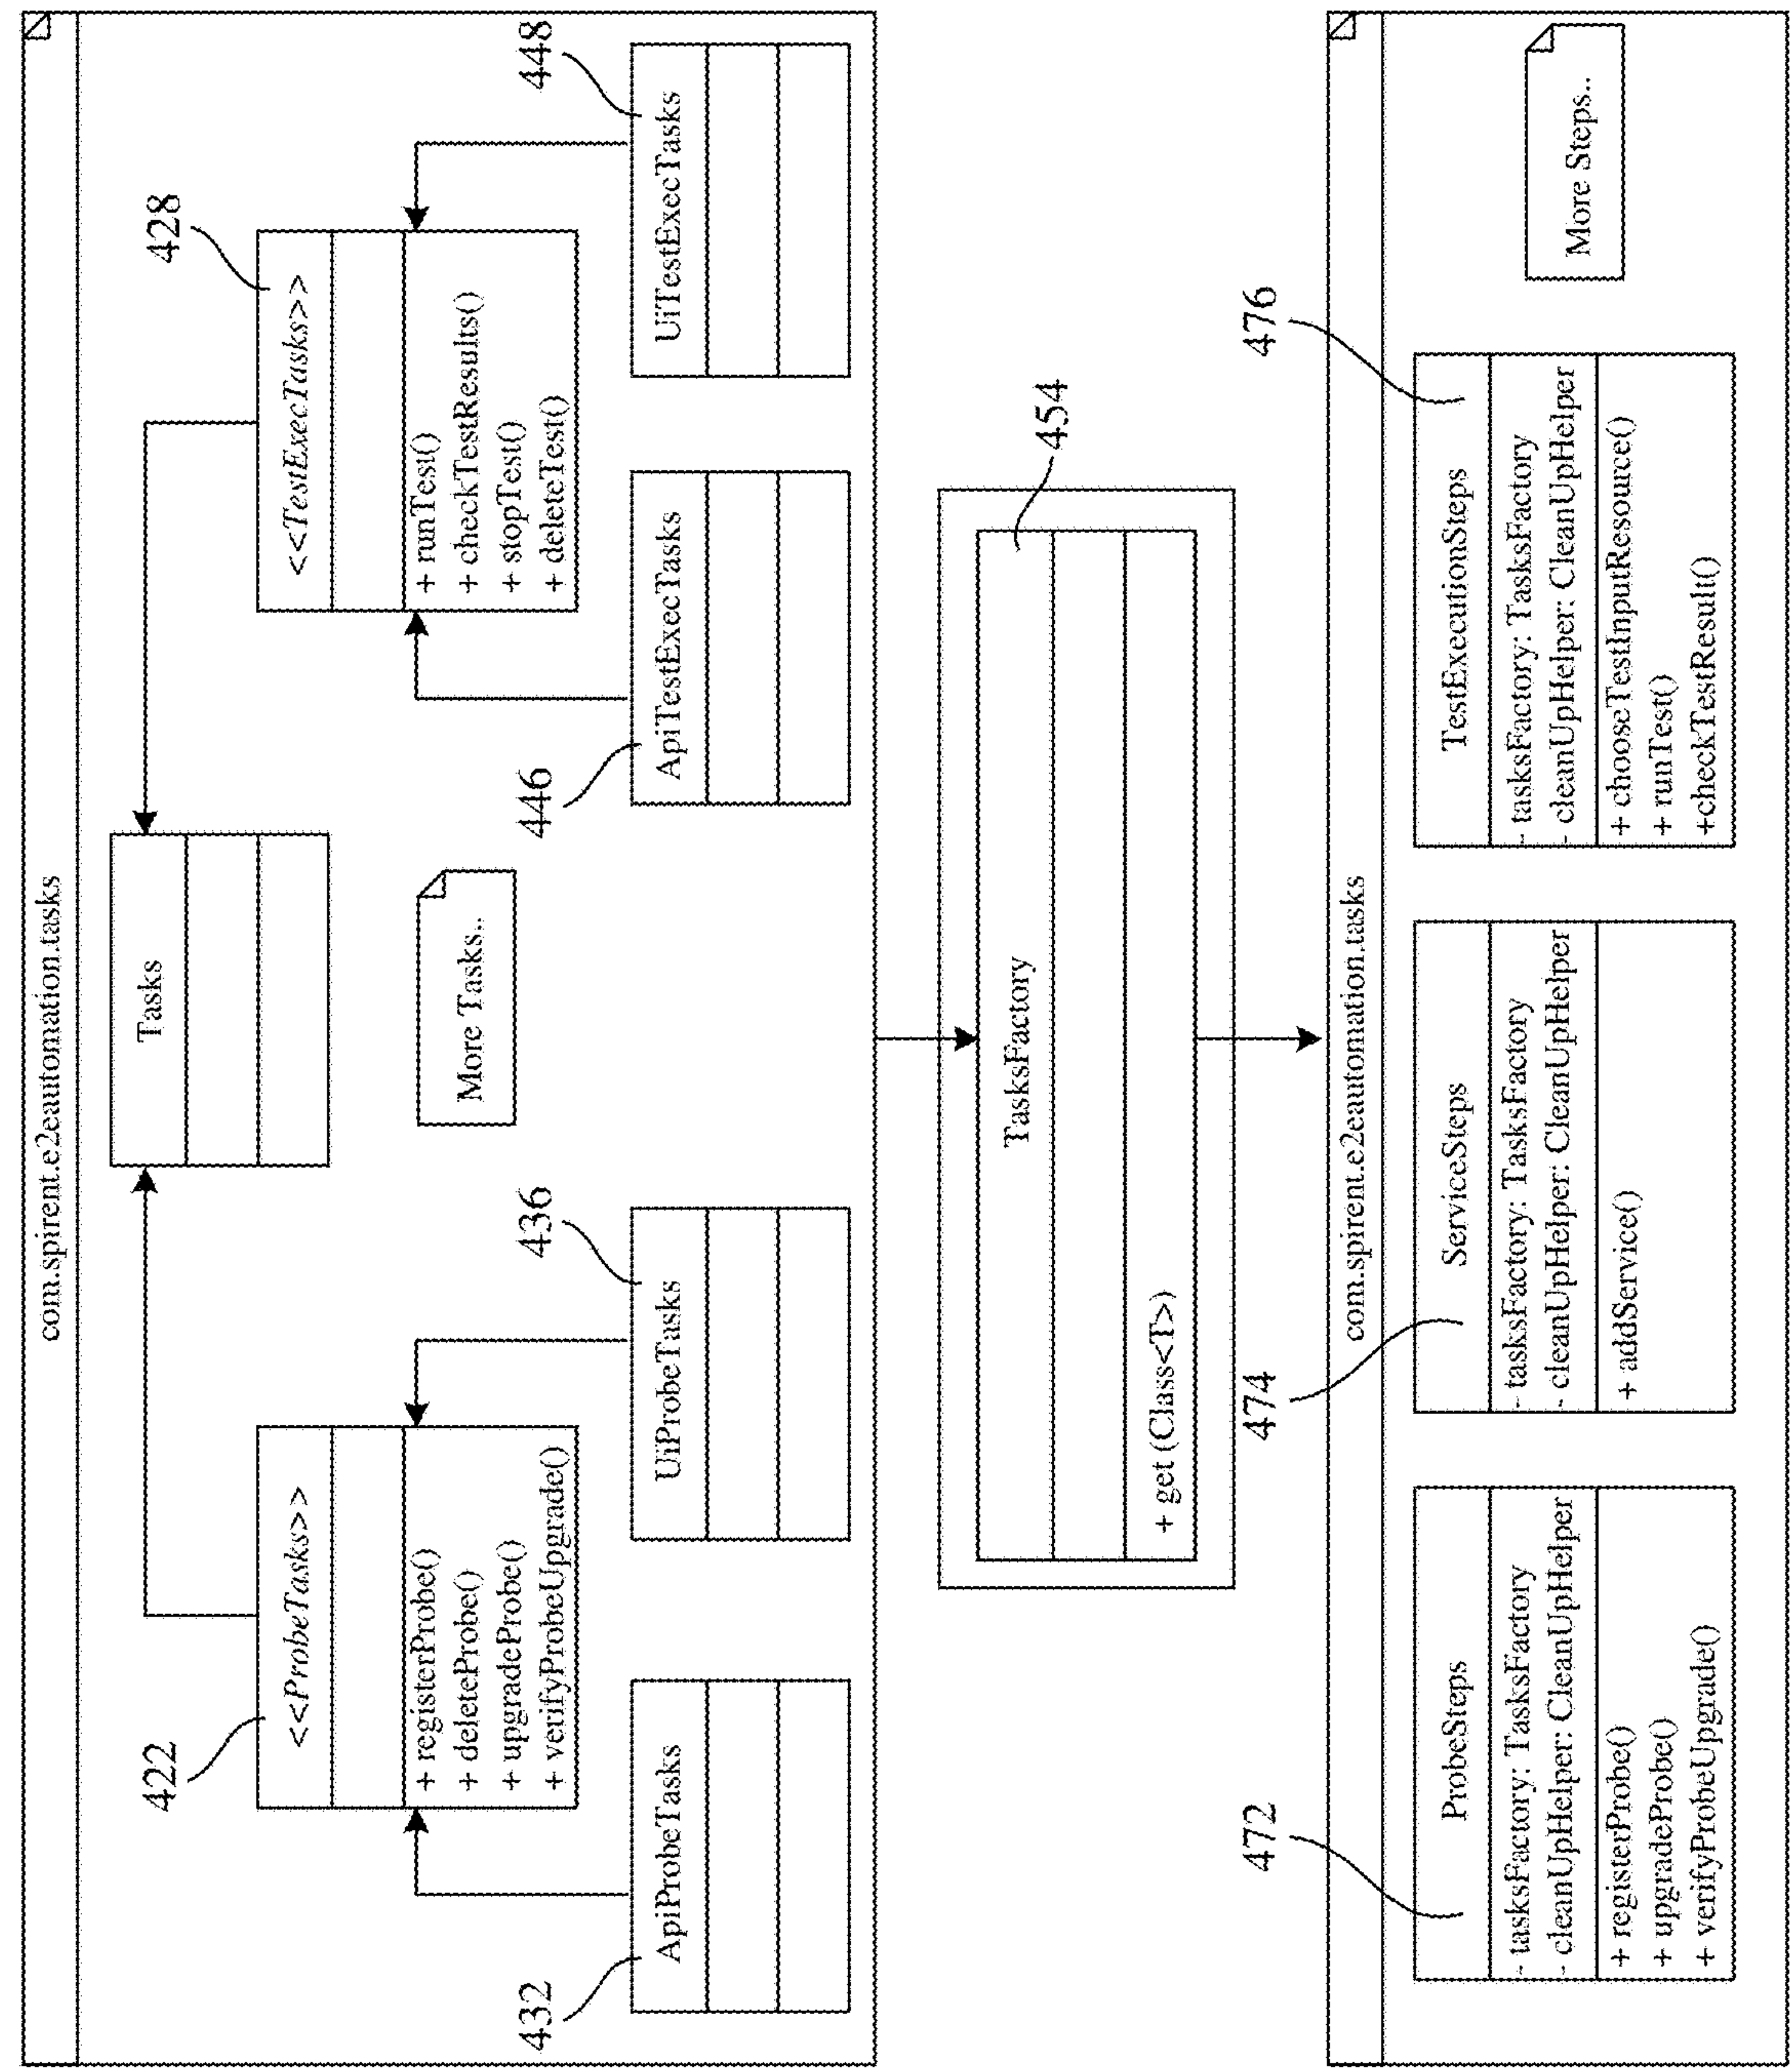 com.spirent.e2eautomation.tasks
Tasks
422
<<ProbeTasks>>
+ registerProbe()
+ deleteProbe()
+ upgradeProbe()
+ verifyProbeUpgrade()
428
<<TestExecTasks>>
+ runTest()
+ checkTestResults()
+ stopTest()
+ deleteTest()
More Tasks..
432
ApiProbeTasks
436
UiProbeTasks
446
ApiTestExecTasks
448
UiTestExecTasks
454
TasksFactory
+ get (Class<T>)
com.spirent.e2eautomation.tasks
472
ProbeSteps
- tasksFactory: TasksFactory
- cleanUpHelper: CleanUpHelper
+ registerProbe()
+ upgradeProbe()
+ verifyProbeUpgrade()
474
ServiceSteps
- tasksFactory: TasksFactory
- cleanUpHelper: CleanUpHelper
+ addService()
476
TestExecutionSteps
- tasksFactory: TasksFactory
- cleanUpHelper: CleanUpHelper
+ chooseTestInputResource()
+ runTest()
+checkTestResult()
More Steps..